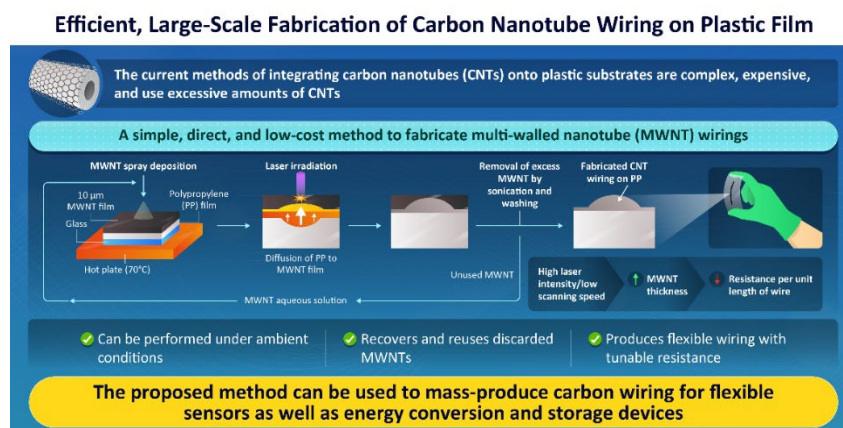 Efficient, Large-Scale Fabrication of Carbon Nanotube Wiring on Plastic Film
The current methods of integrating carbon nanotubes (CNTs) onto plastic substrates are complex, expensive,
and use excessive amounts of CNTs
A simple, direct, and low-cost method to fabricate multi-walled nanotube (MWNT) wirings
MWNT spray deposition
10 µm
MWNT film
Polypropylene
(PP) film
Glass
Hot plate (70°C)
Laser irradiation
Diffusion of PP to
MWNT film
Removal of excess
MWNT by
sonication and
washing
Unused MWNT
MWNT aqueous solution
Fabricated CNT
wiring on PP
High laser
intensity/low
scanning speed
MWNT
thickness
Resistance per unit
length of wire
Can be performed under ambient
conditions
Recovers and reuses discarded
MWNTs
Produces flexible wiring with
tunable resistance
The proposed method can be used to mass-produce carbon wiring for flexible
sensors as well as energy conversion and storage devices